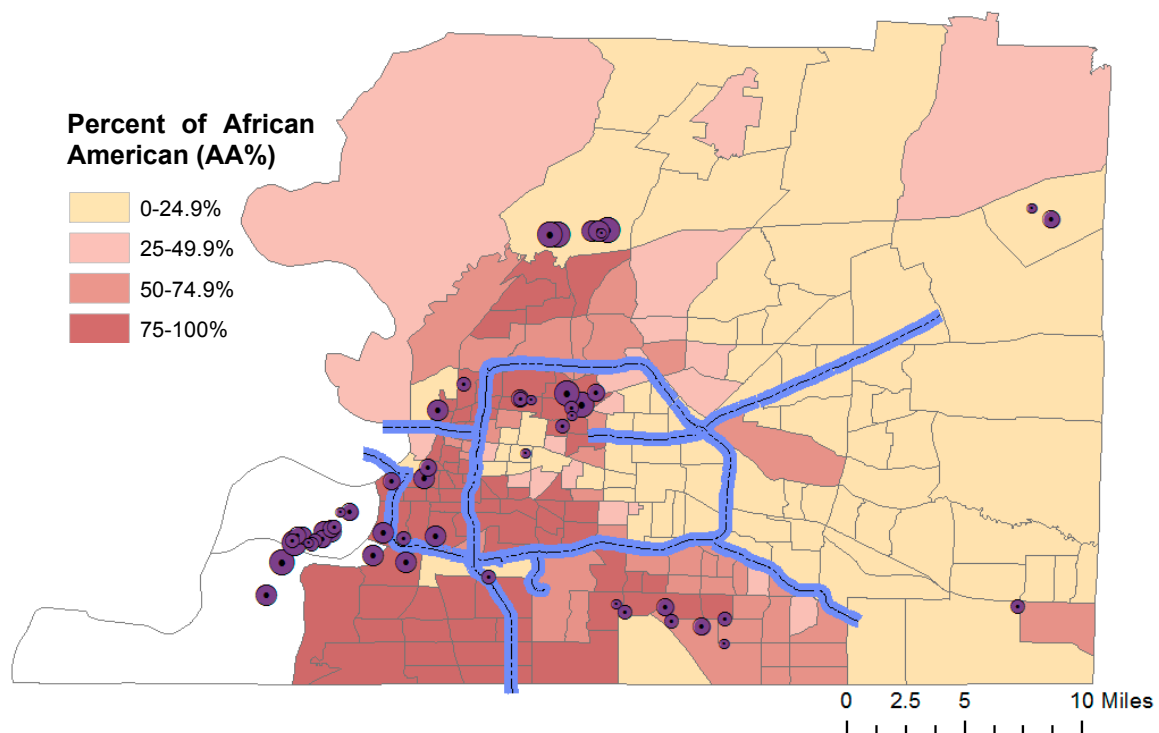 Percent of African
American (AA%)
0-24.9%
25-49.9%
50-74.9%
75-100%
0 2.5 5 10 Miles